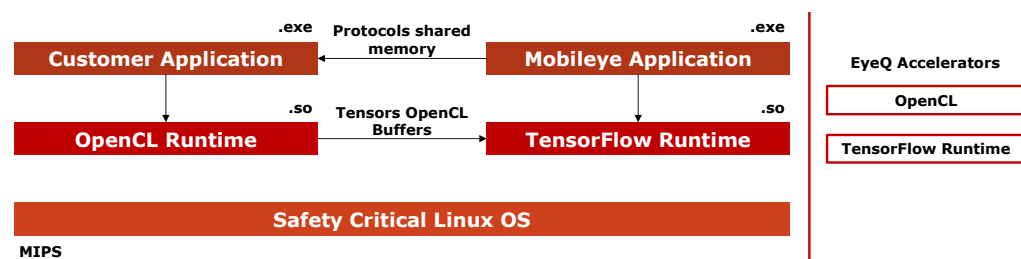 .exe
Protocols shared
memory
.exe
Customer Application
Mobileye Application
EyeQ Accelerators
.so
Tensors OpenCL
Buffers
.so
OpenCL
OpenCL Runtime
TensorFlow Runtime
TensorFlow Runtime
Safety Critical Linux OS
MIPS